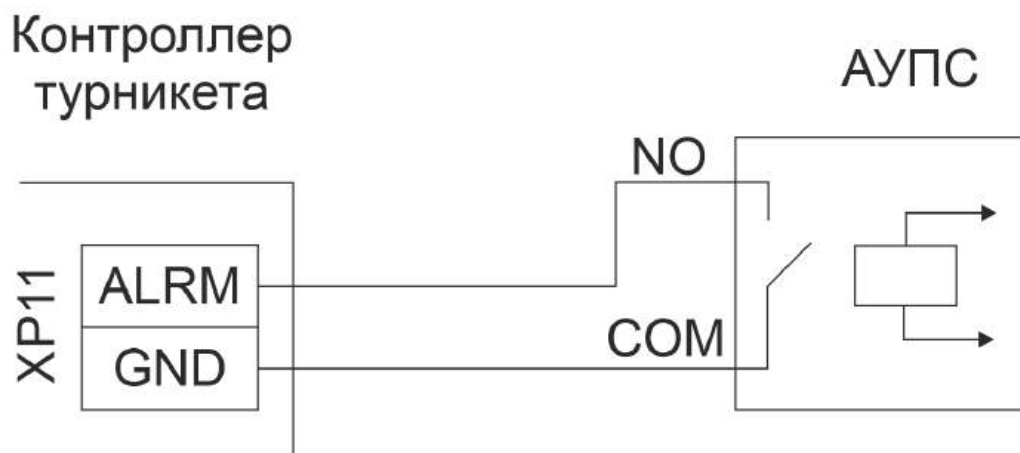 Контроллер
турникета
АУПС
NO
XP11
ALRM
COM
GND